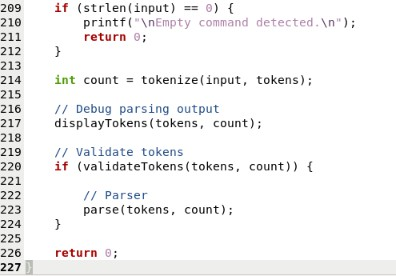 209     if (strlen(input) == 0) {
210         printf("\nEmpty command detected.\n");
211         return 0;
212     }
213
214     int count = tokenize(input, tokens);
215
216     // Debug parsing output
217     displayTokens(tokens, count);
218
219     // Validate tokens
220     if (validateTokens(tokens, count)) {
221
222         // Parser
223         parse(tokens, count);
224     }
225
226     return 0;
227 }